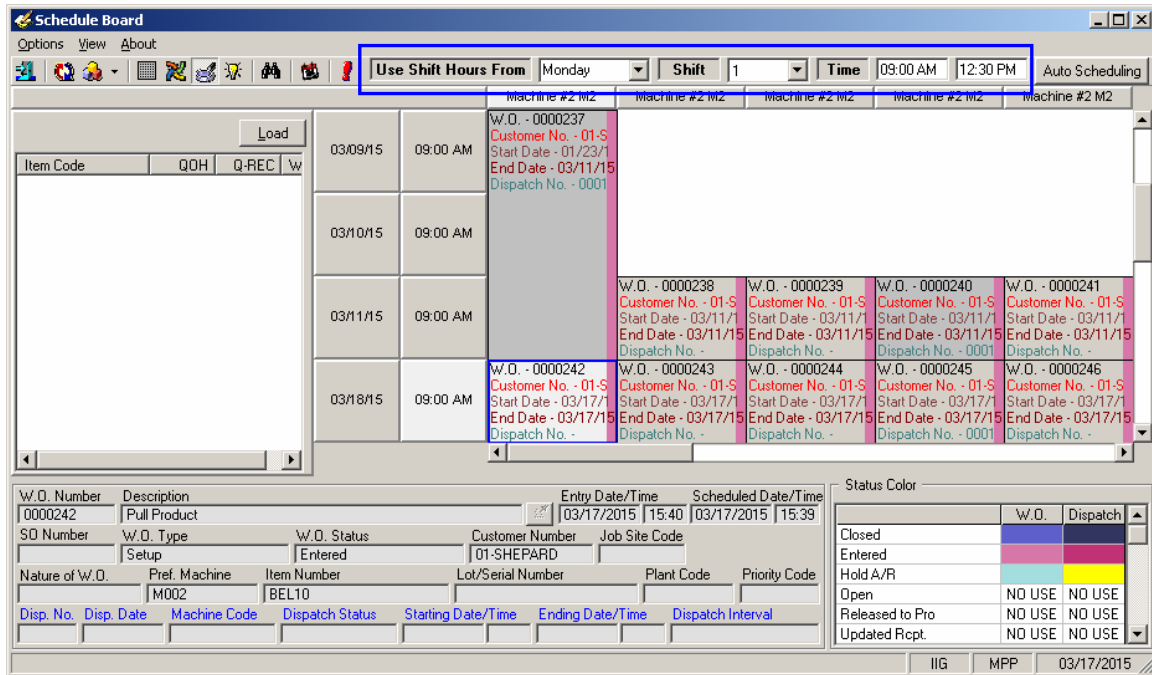 Schedule Board
Options View About
Use Shift Hours From Monday Shift 1 Time 09:00 AM 12:30 PM Auto Scheduling
Machine #2 M2 Machine #2 M2 Machine #2 M2 Machine #2 M2 Machine #2 M2
Load
Item Code QOH Q-REC W
03/09/15 09:00 AM
W.O. - 0000237
Customer No. - 01-S
Start Date - 01/23/1
End Date - 03/11/15
Dispatch No. - 0001
03/10/15 09:00 AM
03/11/15 09:00 AM
W.O. - 0000238 W.O. - 0000239 W.O. - 0000240 W.O. - 0000241
Customer No. - 01-S Customer No. - 01-S Customer No. - 01-S Customer No. - 01-S
Start Date - 03/11/1 Start Date - 03/11/1 Start Date - 03/11/1 Start Date - 03/11/1
End Date - 03/11/15 End Date - 03/11/15 End Date - 03/11/15 End Date - 03/11/15
Dispatch No. - Dispatch No. - Dispatch No. - 0001 Dispatch No. -
03/18/15 09:00 AM
W.O. - 0000242 W.O. - 0000243 W.O. - 0000244 W.O. - 0000245 W.O. - 0000246
Customer No. - 01-S Customer No. - 01-S Customer No. - 01-S Customer No. - 01-S Customer No. - 01-S
Start Date - 03/17/1 Start Date - 03/17/1 Start Date - 03/17/1 Start Date - 03/17/1 Start Date - 03/17/1
End Date - 03/17/15 End Date - 03/17/15 End Date - 03/17/15 End Date - 03/17/15 End Date - 03/17/15
Dispatch No. - Dispatch No. - Dispatch No. - Dispatch No. - 0001 Dispatch No. -
W.O. Number Description Entry Date/Time Scheduled Date/Time
0000242 Pull Product 03/17/2015 15:40 03/17/2015 15:39
SO Number W.O. Type W.O. Status Customer Number Job Site Code
Setup Entered 01-SHEPARD
Nature of W.O. Pref. Machine Item Number Lot/Serial Number Plant Code Priority Code
M002 BEL10
Disp. No. Disp. Date Machine Code Dispatch Status Starting Date/Time Ending Date/Time Dispatch Interval
Status Color
W.O. Dispatch
Closed
Entered
Hold A/R
Open NO USE NO USE
Released to Pro NO USE NO USE
Updated Rcpt. NO USE NO USE
IIG MPP 03/17/2015